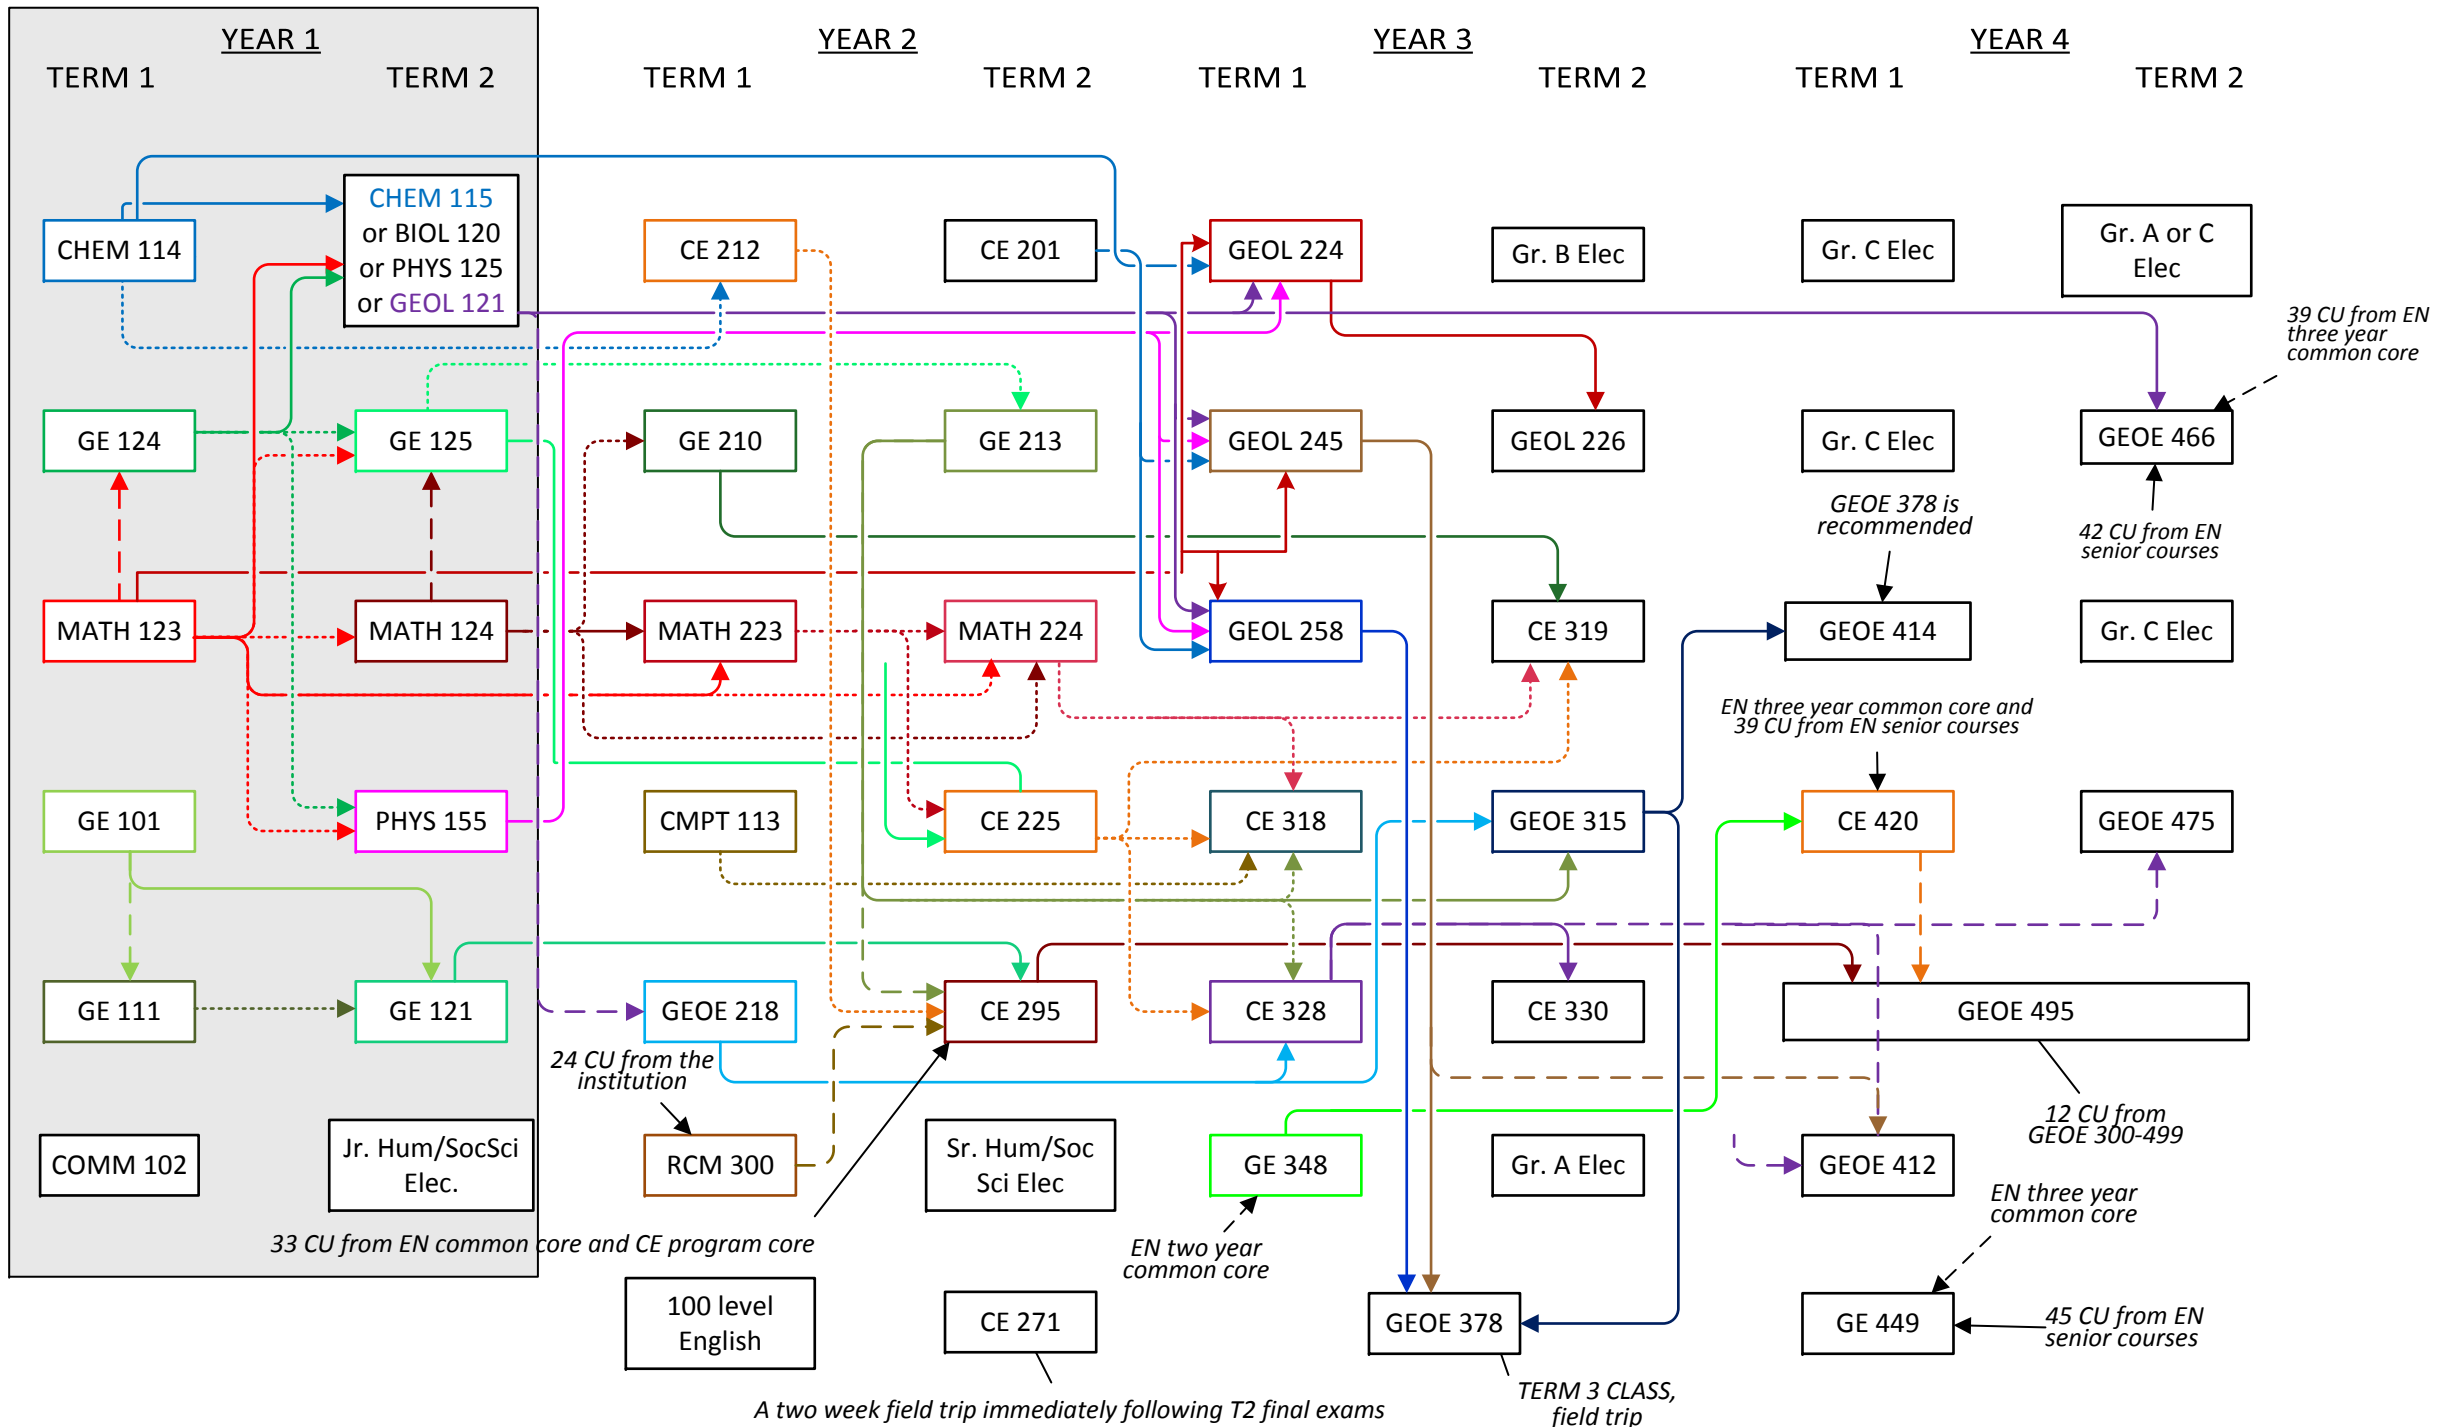 YEAR 1
YEAR 2
YEAR 3
YEAR 4
TERM 1
TERM 2
TERM 1
TERM 2
TERM 1
TERM 2
TERM 1
TERM 2
CHEM 114
CHEM 115
or BIOL 120
or PHYS 125
or GEOL 121
CE 212
CE 201
GEOL 224
Gr. B Elec
Gr. C Elec
Gr. A or C
Elec
39 CU from EN
three year
common core
GE 124
GE 125
GE 210
GE 213
GEOL 245
GEOL 226
Gr. C Elec
GEOE 466
GEOE 378 is
recommended
42 CU from EN
senior courses
MATH 123
MATH 124
MATH 223
MATH 224
GEOL 258
CE 319
GEOE 414
Gr. C Elec
EN three year common core and
39 CU from EN senior courses
GE 101
PHYS 155
CMPT 113
CE 225
CE 318
GEOE 315
CE 420
GEOE 475
GE 111
GE 121
GEOE 218
CE 295
CE 328
CE 330
GEOE 495
24 CU from the
institution
12 CU from
GEOE 300-499
COMM 102
Jr. Hum/SocSci
Elec.
RCM 300
Sr. Hum/Soc
Sci Elec
GE 348
Gr. A Elec
GEOE 412
33 CU from EN common core and CE program core
EN two year
common core
EN three year
common core
100 level
English
CE 271
GEOE 378
GE 449
45 CU from EN
senior courses
A two week field trip immediately following T2 final exams
TERM 3 CLASS,
field trip